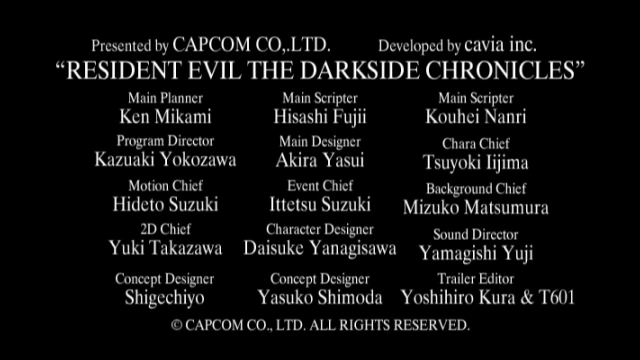 Presented by CAPCOM CO,.LTD. Developed by cavia inc.
“RESIDENT EVIL THE DARKSIDE CHRONICLES”
Main Planner Main Scripter Main Scripter
Ken Mikami Hisashi Fujii Kouhei Nanri
Program Director Main Designer Chara Chief
Kazuaki Yokozawa Akira Yasui Tsuyoki Iijima
Motion Chief Event Chief Background Chief
Hideto Suzuki Ittetsu Suzuki Mizuko Matsumura
2D Chief Character Designer Sound Director
Yuki Takazawa Daisuke Yanagisawa Yamagishi Yuji
Concept Designer Concept Designer Trailer Editor
Shigechiyo Yasuko Shimoda Yoshihiro Kura & T601
© CAPCOM CO., LTD. ALL RIGHTS RESERVED.